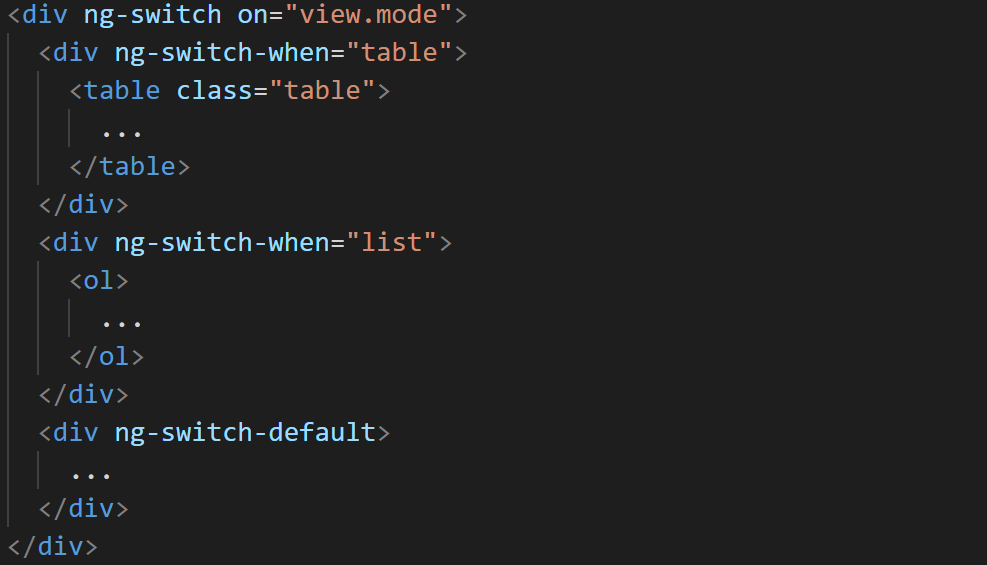 <div ng-switch on="view.mode">
  <div ng-switch-when="table">
    <table class="table">
      ...
    </table>
  </div>
  <div ng-switch-when="list">
    <ol>
      ...
    </ol>
  </div>
  <div ng-switch-default>
    ...
  </div>
</div>